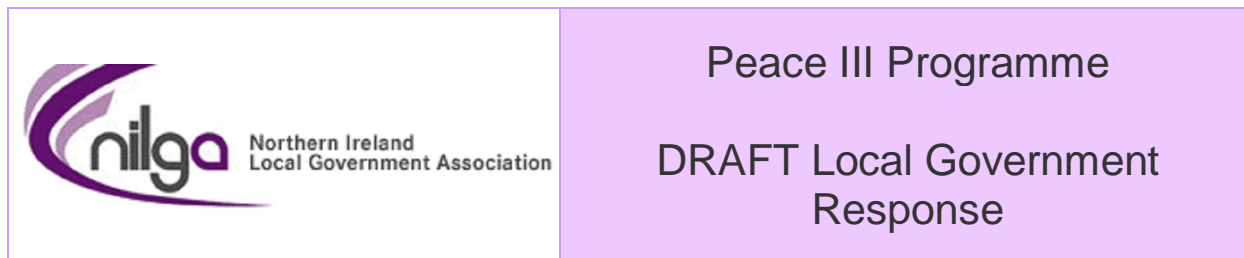 nilga
Northern Ireland
Local Government Association
Peace III Programme
DRAFT Local Government
Response